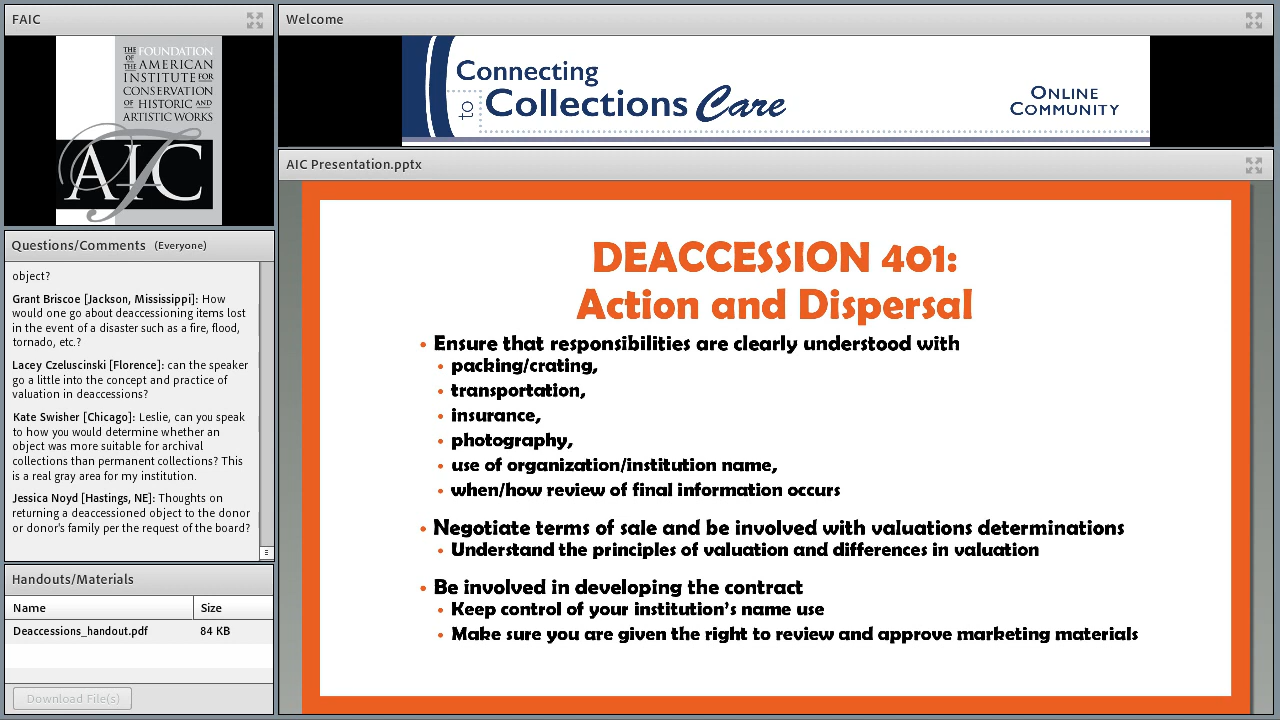 FAIC
THE FOUNDATION
OF THE AMERICAN
INSTITUTE FOR
CONSERVATION
OF HISTORIC AND
ARTISTIC WORKS
AIC
Questions/Comments (Everyone)
object?
Grant Briscoe [Jackson, Mississippi]: How
would one go about deaccessioning items lost
in the event of a disaster such as a fire, flood,
tornado, etc.?
Lacey Czeluscinski [Florence]: can the speaker
go a little into the concept and practice of
valuation in deaccessions?
Kate Swisher [Chicago]: Leslie, can you speak
to how you would determine whether an
object was more suitable for archival
collections than permanent collections? This
is a real gray area for my institution.
Jessica Noyd [Hastings, NE]: Thoughts on
returning a deaccessioned object to the donor
or donor's family per the request of the board?
Handouts/Materials
Name Size
Deaccessions_handout.pdf 84 KB
Download File(s)
Welcome
Connecting
to Collections Care
ONLINE
COMMUNITY
AIC Presentation.pptx
DEACCESSION 401:
Action and Dispersal
• Ensure that responsibilities are clearly understood with
• packing/crating,
• transportation,
• insurance,
• photography,
• use of organization/institution name,
• when/how review of final information occurs
• Negotiate terms of sale and be involved with valuations determinations
• Understand the principles of valuation and differences in valuation
• Be involved in developing the contract
• Keep control of your institution's name use
• Make sure you are given the right to review and approve marketing materials